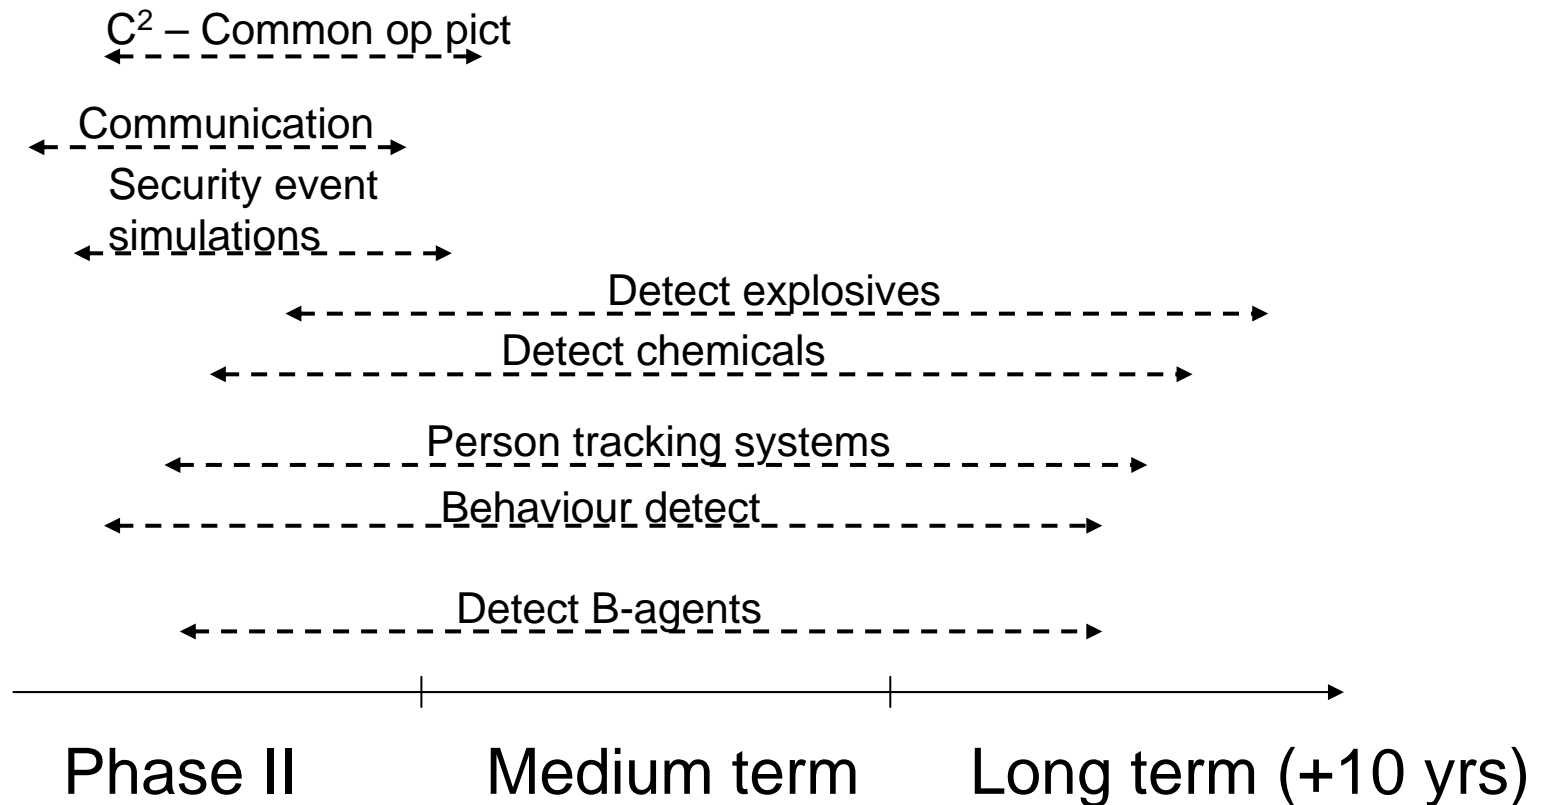 C² – Common op pict
Communication
Security event
simulations
Detect explosives
Detect chemicals
Person tracking systems
Behaviour detect
Detect B-agents
Phase II
Medium term
Long term (+10 yrs)